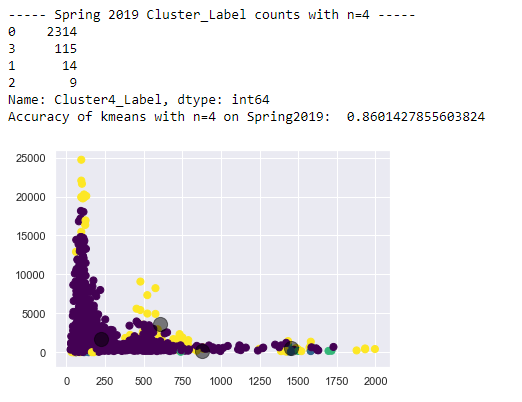 ----- Spring 2019 Cluster_Label counts with n=4 -----
0    2314
3     115
1      14
2       9
Name: Cluster4_Label, dtype: int64
Accuracy of kmeans with n=4 on Spring2019:  0.8601427855603824
25000
20000
15000
10000
5000
0
0 250 500 750 1000 1250 1500 1750 2000